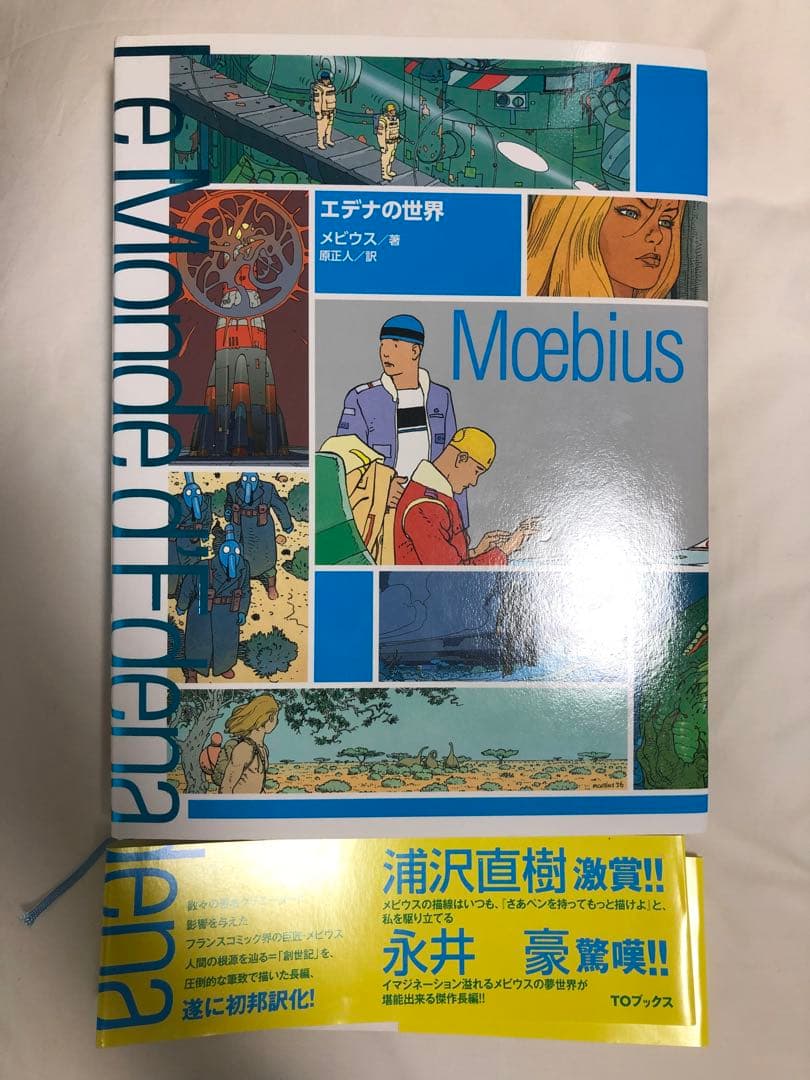 Le Monde d'Edena
エデナの世界
メビウス/著
原正人/訳
Mœbius
dena
影響を与えた
フランスコミック界の巨匠・メビウス
人間の根源を辿る=「創世記」を、
圧倒的な筆致で描いた長編、
遂に初邦訳化!
浦沢直樹 激賞!!
メビウスの描線はいつも、『さあペンを持ってもっと描けよ』と、
私を駆り立てる
永井 豪 驚嘆!!
イマジネーション溢れるメビウスの夢世界が
堪能出来る傑作長編!!
TOブックス